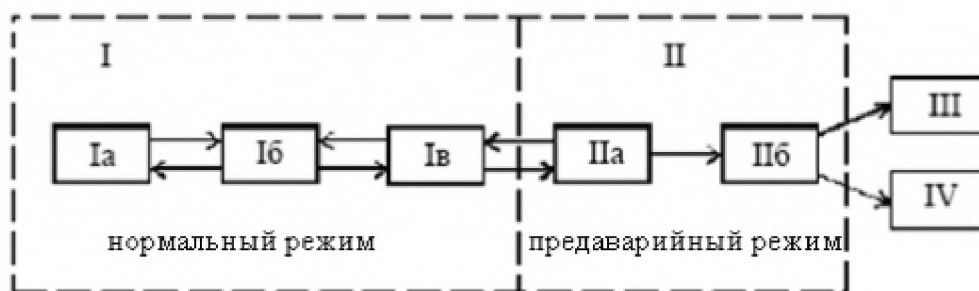 I
II
III
Iа
Iб
Iв
IIа
IIб
IV
нормальный режим
предаварийный режим